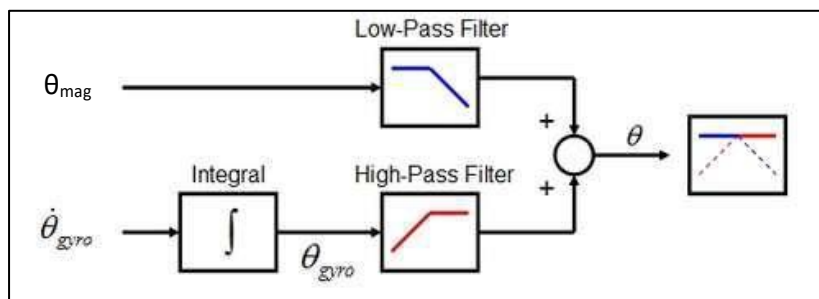 Low-Pass Filter
θmag
+
θ
Integral
High-Pass Filter
+
θ̇gyro
∫
θgyro